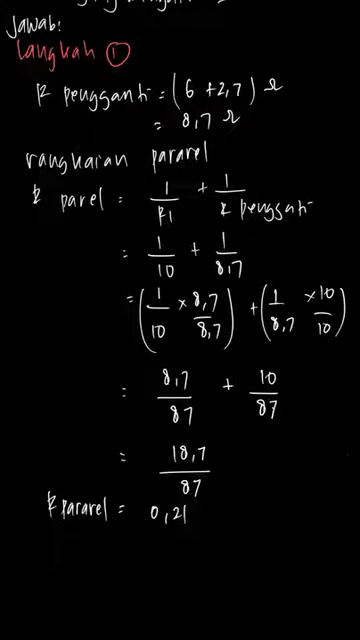 Jawab:
Langkah ①
R pengganti = (6 + 2,7) Ω
= 8,7 Ω
rangkaian pararel
R parel = 1/R1 + 1/R penggati
= 1/10 + 1/8,7
= (1/10 × 8,7/8,7) + (1/8,7 × 10/10)
= 8,7/87 + 10/87
= 18,7/87
R pararel = 0,21